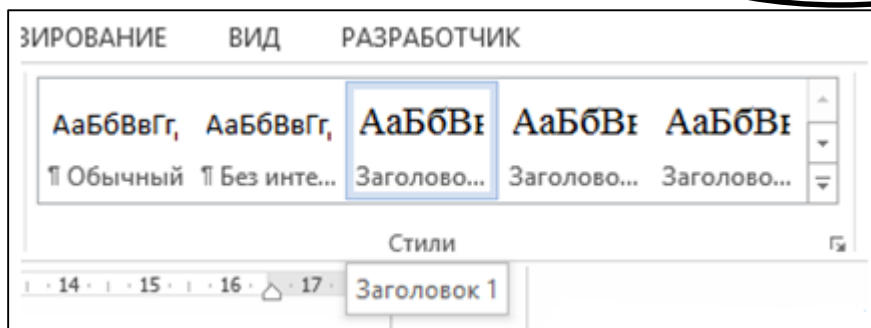 ЗИРОВАНИЕ ВИД РАЗРАБОТЧИК
АаБбВвГг, АаБбВвГг, АаБбВı АаБбВı АаБбВı
¶ Обычный ¶ Без инте... Заголово... Заголово... Заголово...
Стили
14 15 16 17 Заголовок 1